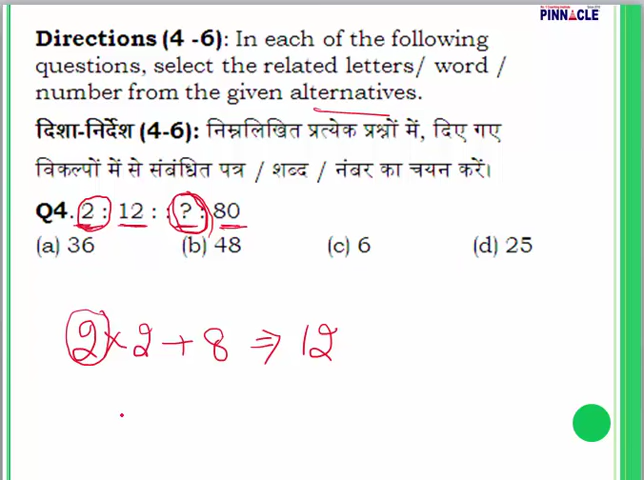 PINNACLE
Directions (4 -6): In each of the following
questions, select the related letters/ word /
number from the given alternatives.
दिशा-निर्देश (4-6): निम्नलिखित प्रत्येक प्रश्नों में, दिए गए
विकल्पों में से संबंधित पत्र / शब्द / नंबर का चयन करें।
Q4. 2 : 12 : : ? : 80
(a) 36 (b) 48 (c) 6 (d) 25
2 × 2 + 8 ⇒ 12